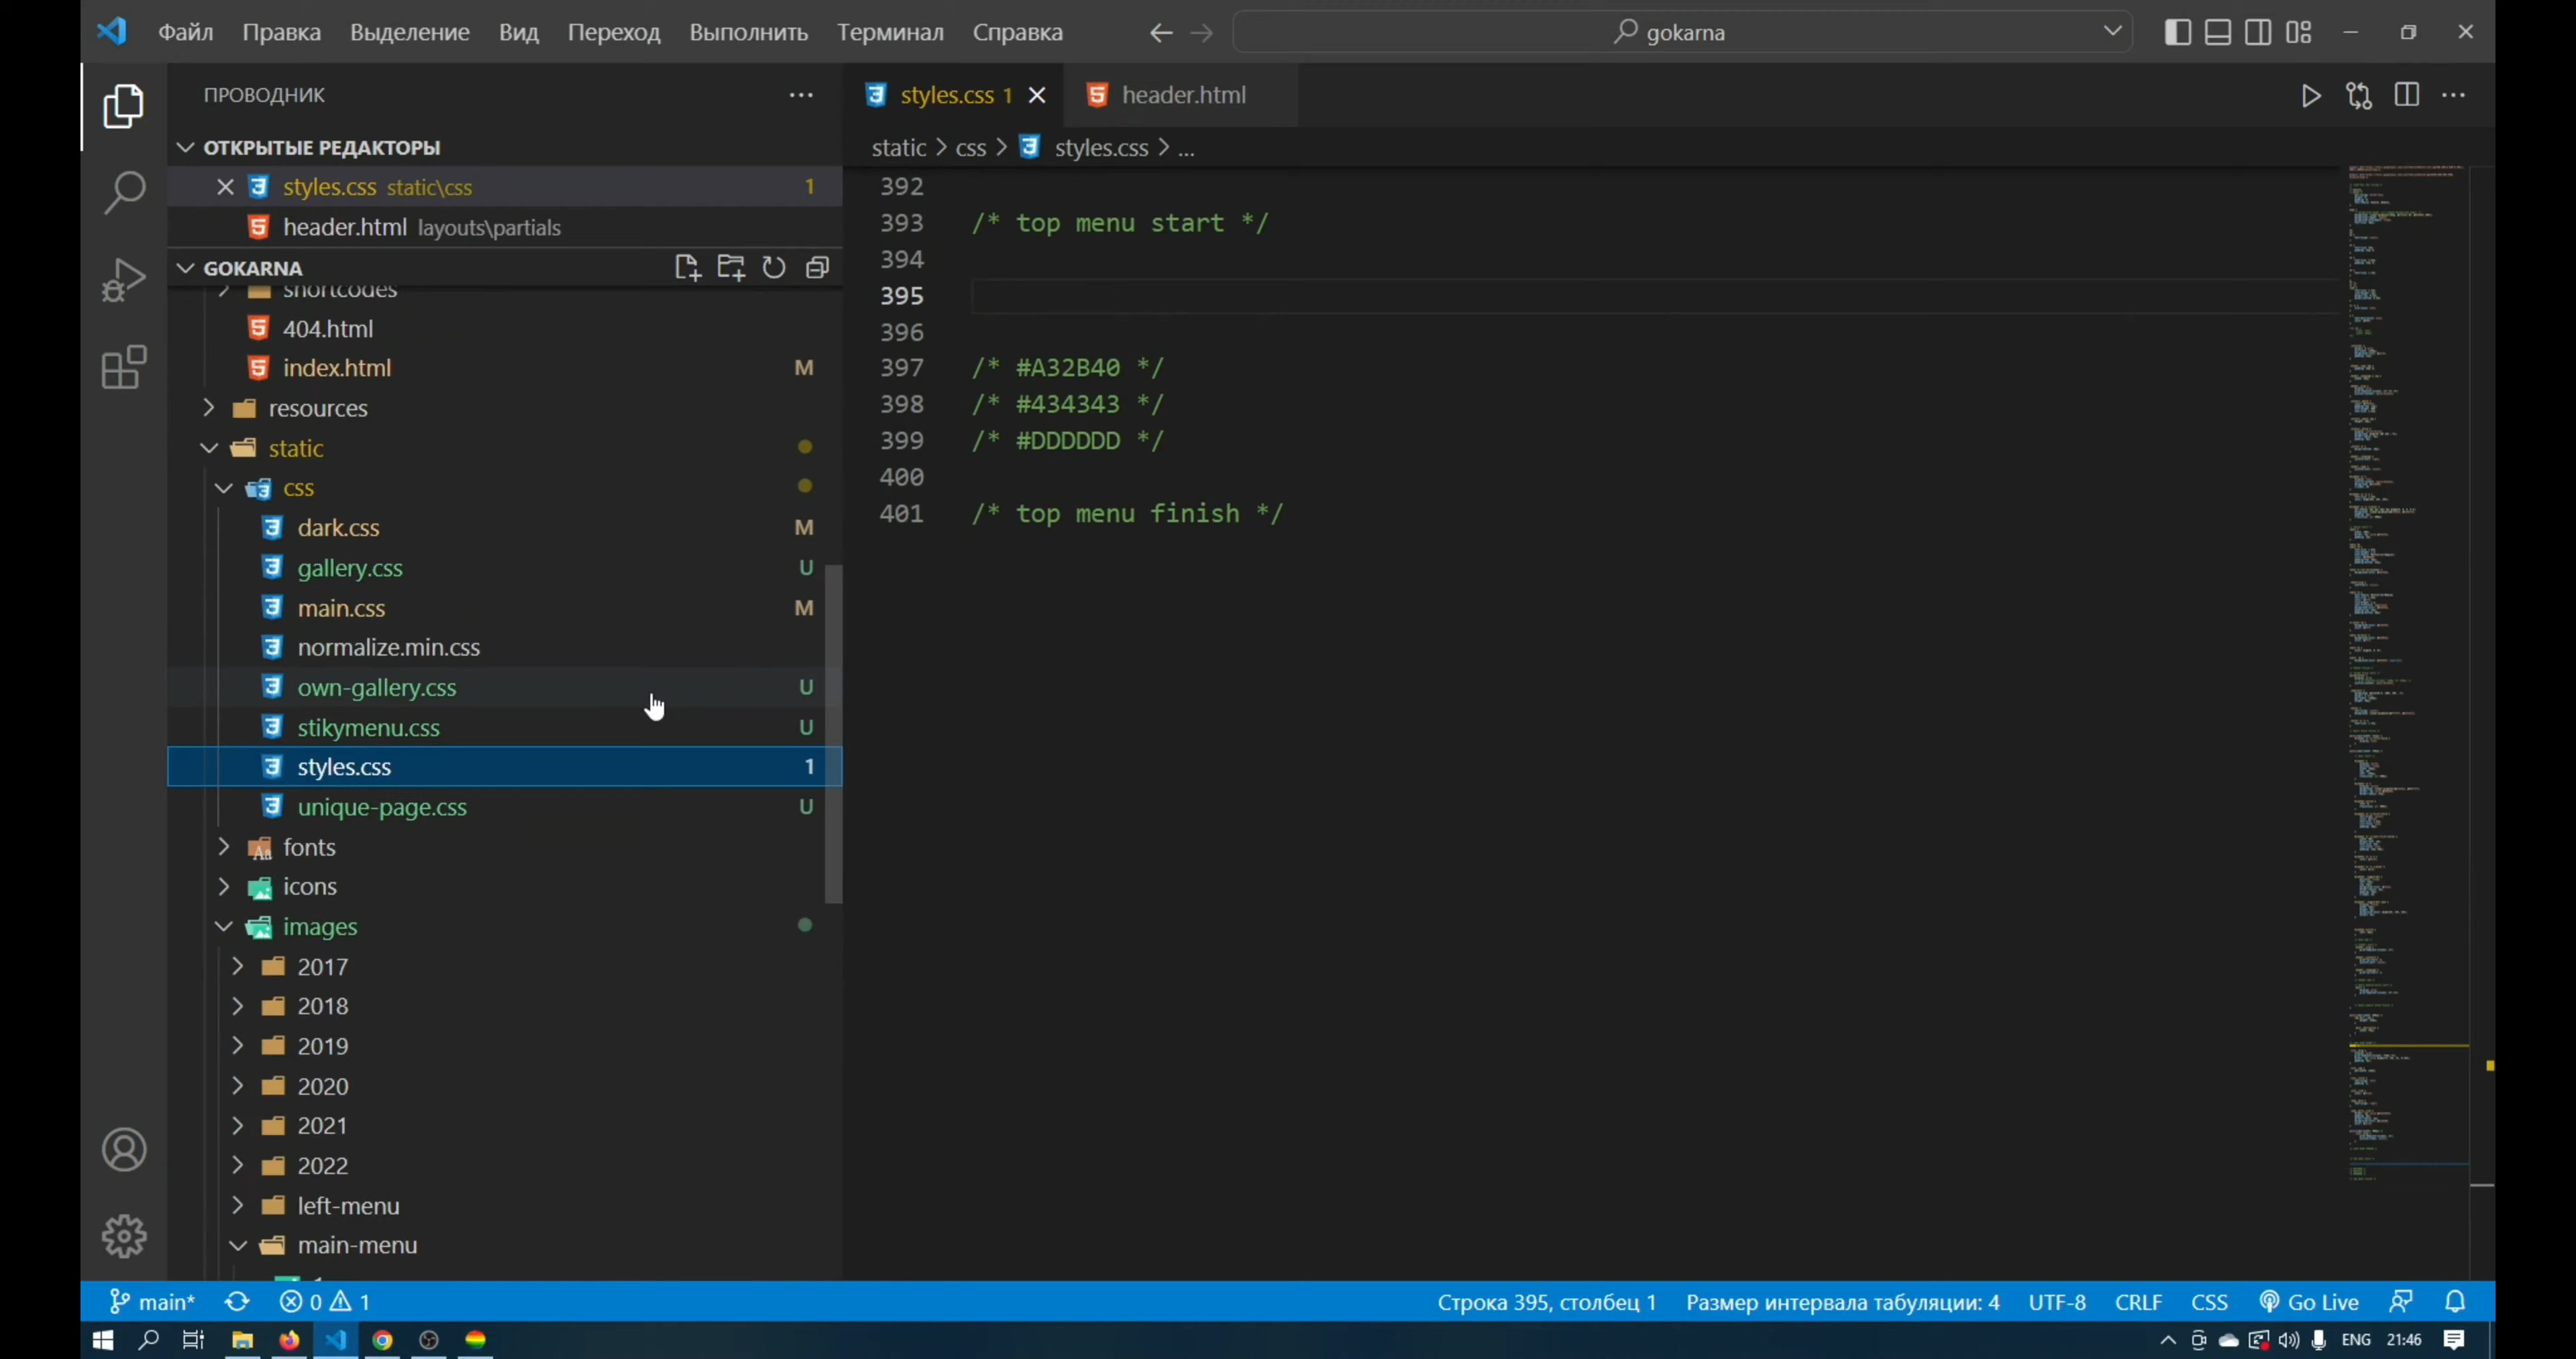 Файл Правка Выделение Вид Переход Выполнить Терминал Справка gokarna
ПРОВОДНИК
ОТКРЫТЫЕ РЕДАКТОРЫ
styles.css static\css 1
header.html layouts\partials
GOKARNA
shortcodes
404.html
index.html M
resources
static
css
dark.css M
gallery.css U
main.css M
normalize.min.css
own-gallery.css U
stikymenu.css U
styles.css 1
unique-page.css U
fonts
icons
images
2017
2018
2019
2020
2021
2022
left-menu
main-menu
styles.css 1 header.html
static > css > styles.css > ...
392
393 /* top menu start */
394
395
396
397 /* #A32B40 */
398 /* #434343 */
399 /* #DDDDDD */
400
401 /* top menu finish */
main* 0 1 Строка 395, столбец 1 Размер интервала табуляции: 4 UTF-8 CRLF CSS Go Live
ENG 21:46